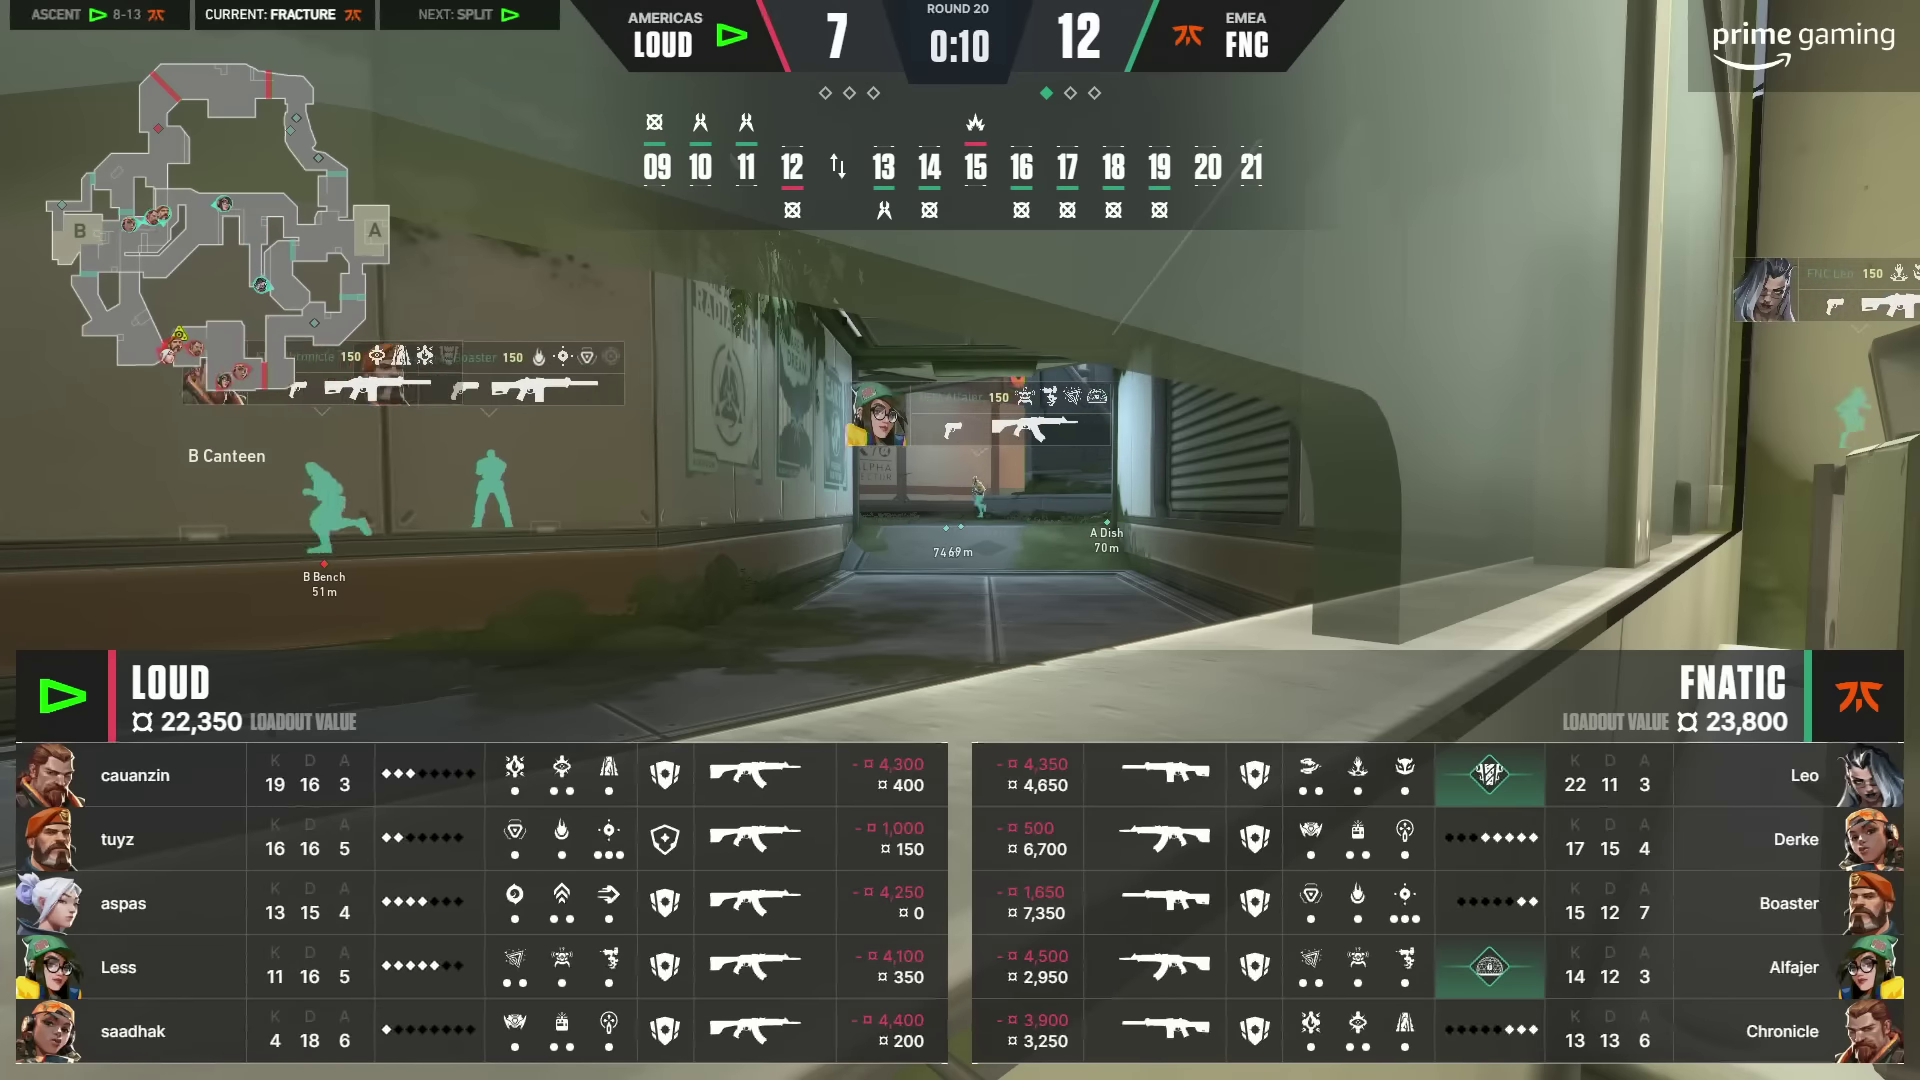 ASCENT 8-13
CURRENT: FRACTURE
NEXT: SPLIT
AMERICAS
LOUD
7
ROUND 20
0:10
12
EMEA
FNC
prime gaming
09 10 11 12 13 14 15 16 17 18 19 20 21
B
A
150
Boaster 150
150
150
RADIA
ALPHA
B Canteen
B Bench
51m
A Dish
70m
LOUD
22,350 LOADOUT VALUE
FNATIC
LOADOUT VALUE 23,800
cauanzin
K D A
19 16 3
- 4,300
400
tuyz
K D A
16 16 5
- 1,000
150
aspas
K D A
13 15 4
- 4,250
0
Less
K D A
11 16 5
- 4,100
350
saadhak
K D A
4 18 6
- 4,400
200
- 4,350
4,650
K D A
22 11 3
Leo
- 500
6,700
K D A
17 15 4
Derke
- 1,650
7,350
K D A
15 12 7
Boaster
- 4,500
2,950
K D A
14 12 3
Alfajer
- 3,900
3,250
K D A
13 13 6
Chronicle